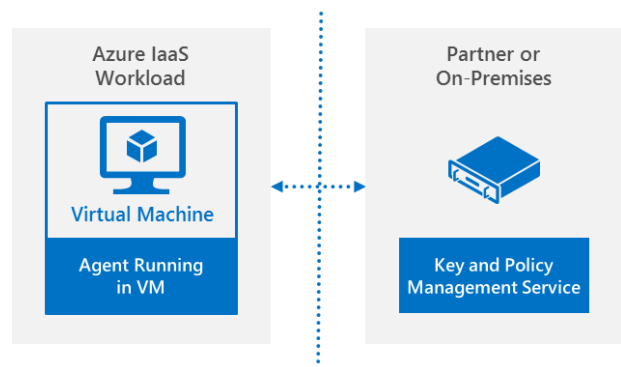 Azure IaaS
Workload
Virtual Machine
Agent Running
in VM
Partner or
On-Premises
Key and Policy
Management Service